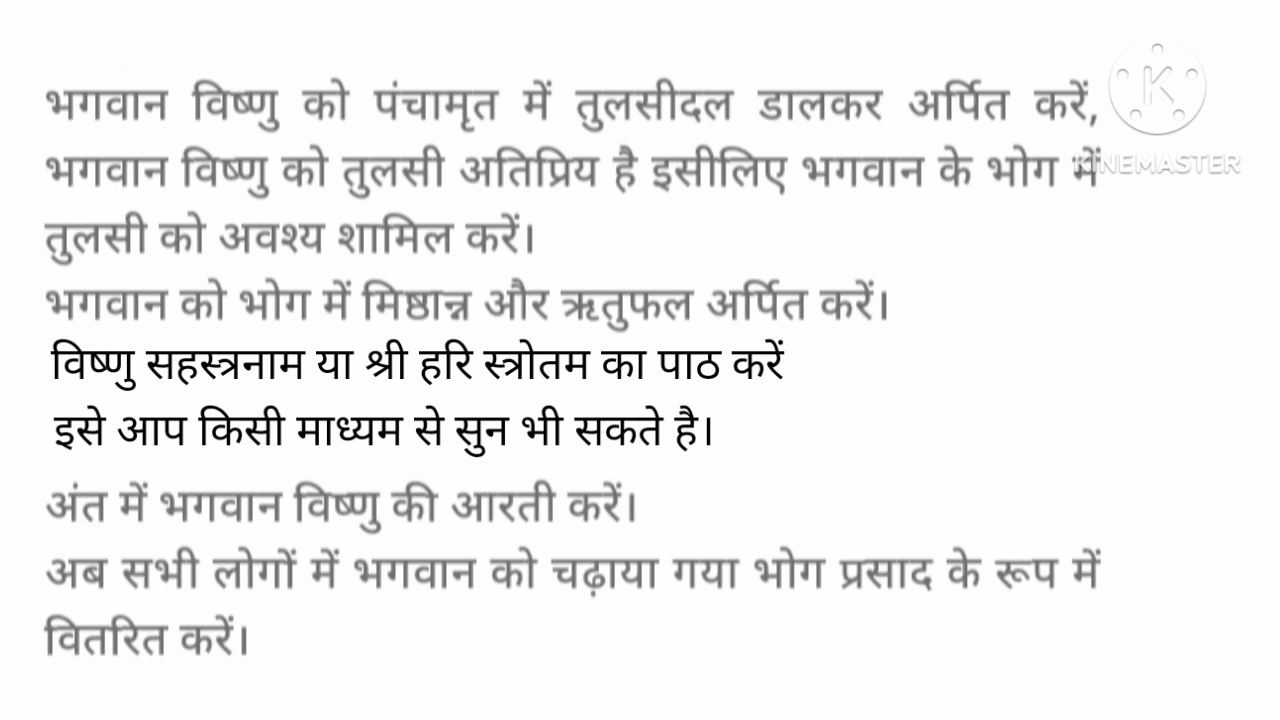 भगवान विष्णु को पंचामृत में तुलसीदल डालकर अर्पित करें,
भगवान विष्णु को तुलसी अतिप्रिय है इसीलिए भगवान के भोग में
तुलसी को अवश्य शामिल करें।
भगवान को भोग में मिष्ठान्न और ऋतुफल अर्पित करें।
विष्णु सहस्त्रनाम या श्री हरि स्त्रोतम का पाठ करें
इसे आप किसी माध्यम से सुन भी सकते है।
अंत में भगवान विष्णु की आरती करें।
अब सभी लोगों में भगवान को चढ़ाया गया भोग प्रसाद के रूप में
वितरित करें।
K
KINEMASTER